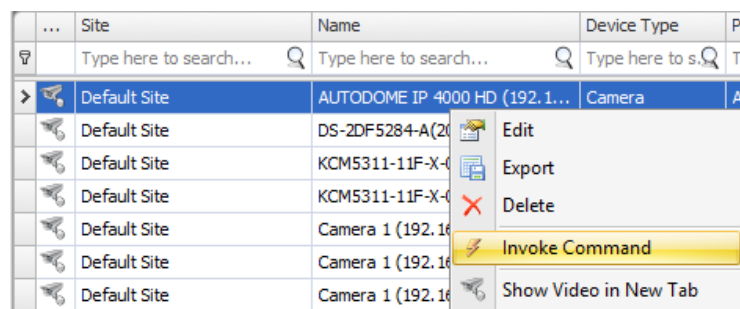 ... Site Name Device Type P
Type here to search... Type here to search... Type here to s.
Default Site AUTODOME IP 4000 HD (192.1... Camera A
Default Site DS-2DF5284-A(20 Edit
Default Site KCM5311-11F-X-0 Export
Default Site KCM5311-11F-X-0 Delete
Default Site Camera 1 (192.16 Invoke Command
Default Site Camera 1 (192.16
Default Site Camera 1 (192.16 Show Video in New Tab